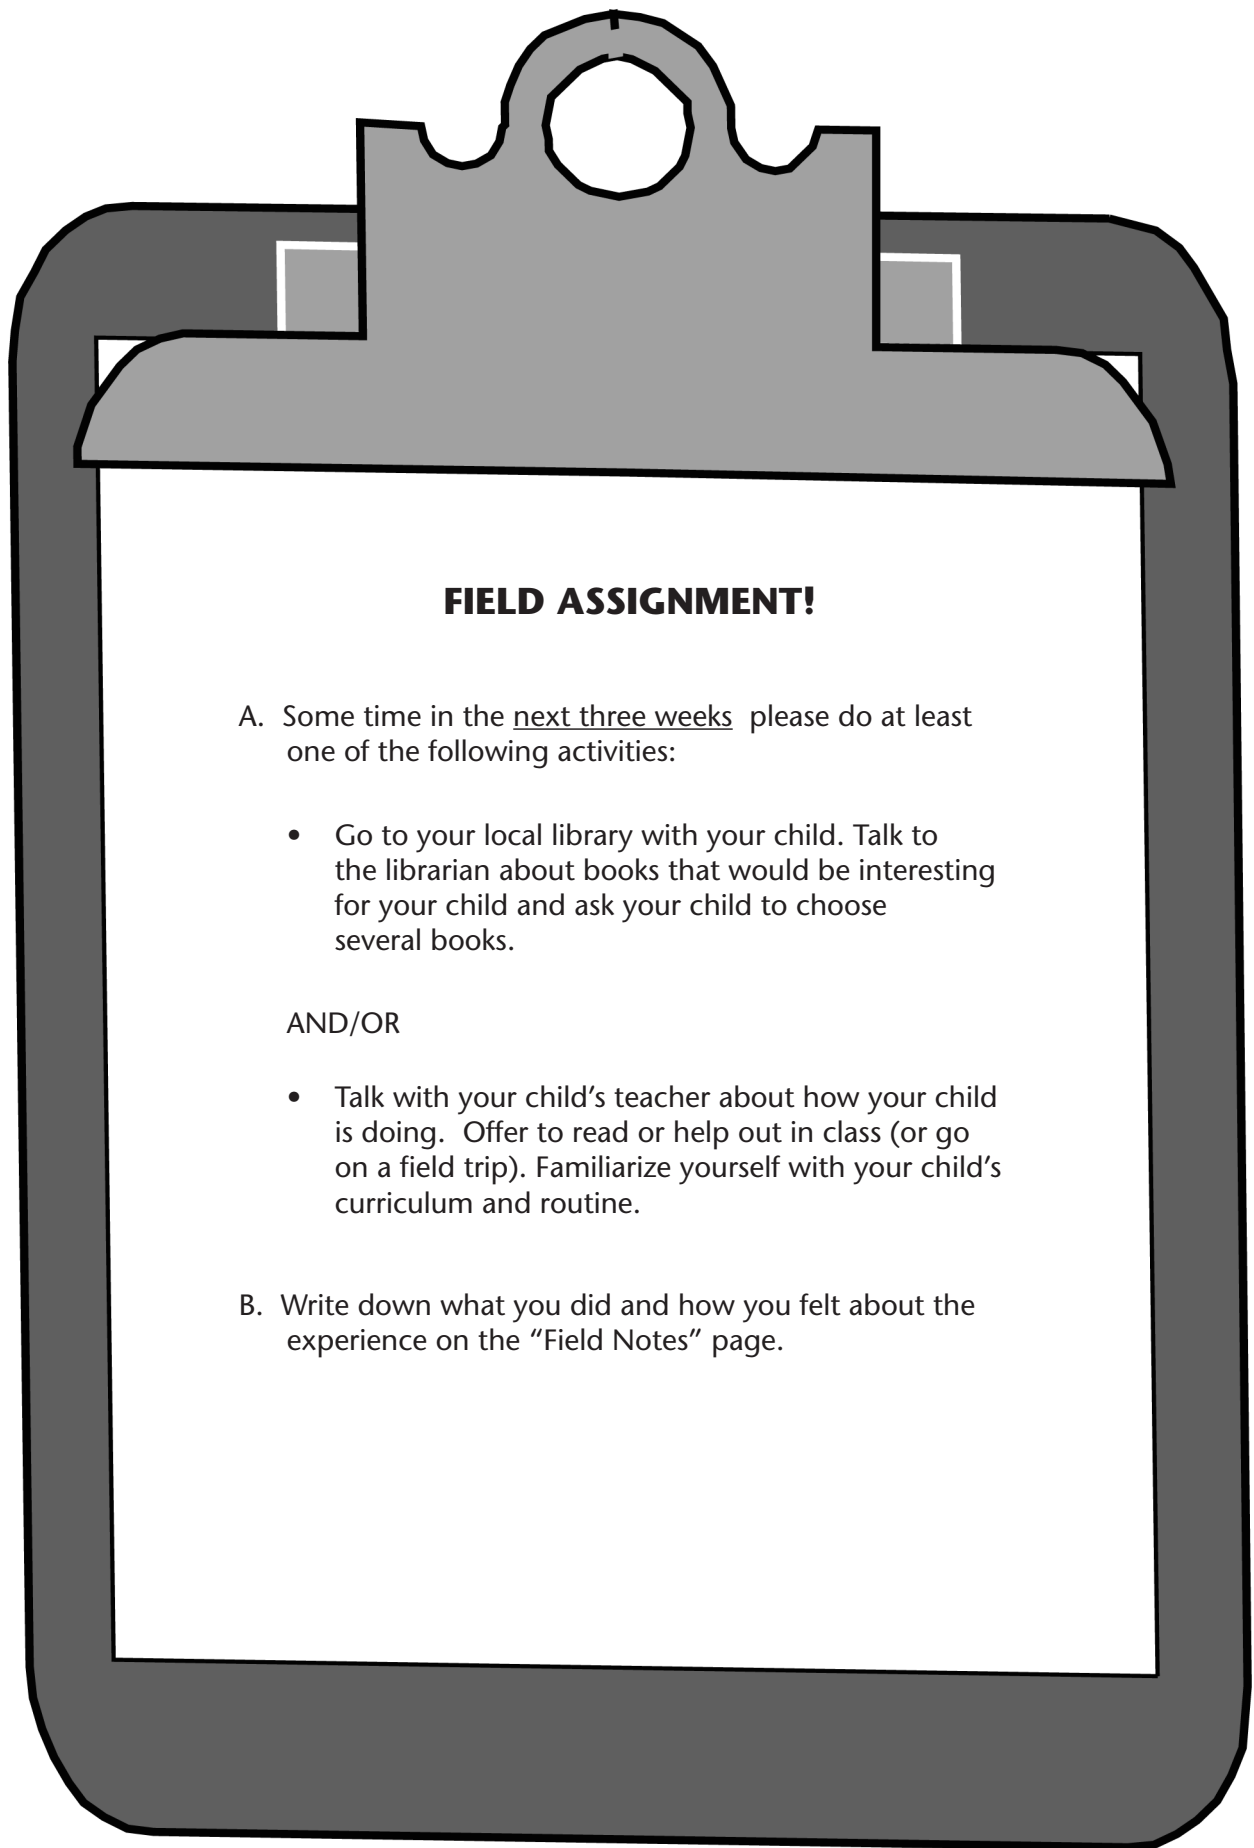 FIELD ASSIGNMENT!
A. Some time in the next three weeks please do at least
one of the following activities:
• Go to your local library with your child. Talk to
the librarian about books that would be interesting
for your child and ask your child to choose
several books.
AND/OR
• Talk with your child’s teacher about how your child
is doing. Offer to read or help out in class (or go
on a field trip). Familiarize yourself with your child’s
curriculum and routine.
B. Write down what you did and how you felt about the
experience on the “Field Notes” page.